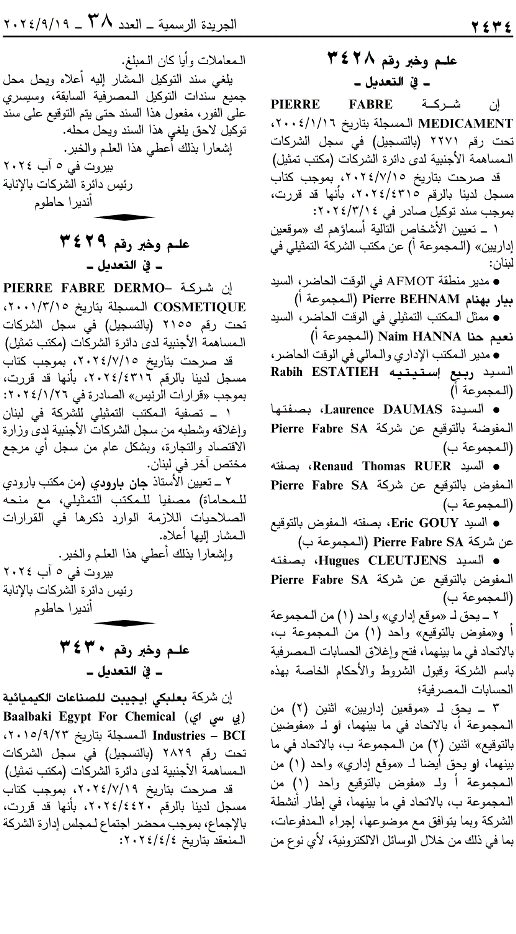 ٢٤٣٤
الجريدة الرسمية – العدد ٣٨ – ٢٠٢٤/٩/١٩
علم وخبر رقم ٣٤٢٨
– في التعديل –
إن شركة PIERRE FABRE
MEDICAMENT المسجلة بتاريخ ٢٠٠٤/١/١٦،
تحت رقم ٢٢٧١ (بالتسجيل) في سجل الشركات
المساهمة الأجنبية لدى دائرة الشركات (مكتب تمثيل)
قد صرحت بتاريخ ٢٠٢٤/٧/١٥، بموجب كتاب
مسجل لدينا بالرقم ٢٠٢٤/٤٣١٥، بأنها قد قررت،
بموجب سند توكيل صادر في ٢٠٢٤/٣/١٤:
١ – تعيين الأشخاص التالية أسماؤهم ك «موقعين
إداريين» (المجموعة أ) عن مكتب الشركة التمثيلي في
لبنان:
● مدير منطقة AFMOT في الوقت الحاضر، السيد
بيار بهنام Pierre BEHNAM (المجموعة أ)
● ممثل المكتب التمثيلي في الوقت الحاضر، السيد
نعيم حنا Naim HANNA (المجموعة أ)
● مدير المكتب الإداري والمالي في الوقت الحاضر،
السيد ربيع إستيتيه Rabih ESTATIEH
(المجموعة أ)
● السيدة Laurence DAUMAS، بصفتها
المفوضة بالتوقيع عن شركة Pierre Fabre SA
(المجموعة ب)
● السيد Renaud Thomas RUER، بصفته
المفوض بالتوقيع عن شركة Pierre Fabre SA
(المجموعة ب)
● السيد Eric GOUY، بصفته المفوض بالتوقيع
عن شركة Pierre Fabre SA (المجموعة ب)
● السيد Hugues CLEUTJENS، بصفته
المفوض بالتوقيع عن شركة Pierre Fabre SA
(المجموعة ب)
٢ – يحق لـ «موقع إداري» واحد (١) من المجموعة
أ و«مفوض بالتوقيع» واحد (١) من المجموعة ب،
بالاتحاد في ما بينهما، فتح وإغلاق الحسابات المصرفية
باسم الشركة وقبول الشروط والأحكام الخاصة بهذه
الحسابات المصرفية؛
٣ – يحق لـ «موقعين إداريين» اثنين (٢) من
المجموعة أ، بالاتحاد في ما بينهما، او لـ «مفوضين
بالتوقيع» اثنين (٢) من المجموعة ب، بالاتحاد في ما
بينهما، او يحق أيضا لـ «موقع إداري» واحد (١) من
المجموعة أ ولـ «مفوض بالتوقيع واحد (١) من
المجموعة ب، بالاتحاد في ما بينهما، في إطار أنشطة
الشركة وبما يتوافق مع موضوعها، إجراء المدفوعات،
بما في ذلك من خلال الوسائل الالكترونية، لأي نوع من
المعاملات وأيا كان المبلغ.
يلغي سند التوكيل المشار إليه أعلاه ويحل محل
جميع سندات التوكيل المصرفية السابقة، وسيسري
على الفور، مفعول هذا السند حتى يتم التوقيع على سند
توكيل لاحق يلغي هذا السند ويحل محله.
إشعارا بذلك أعطي هذا العلم والخبر.
بيروت في ٥ آب ٢٠٢٤
رئيس دائرة الشركات بالإنابة
أنديرا حاطوم
علم وخبر رقم ٣٤٢٩
– في التعديل –
إن شركة PIERRE FABRE DERMO–
COSMETIQUE المسجلة بتاريخ ٢٠٠١/٣/١٥،
تحت رقم ٢١٥٥ (بالتسجيل) في سجل الشركات
المساهمة الأجنبية لدى دائرة الشركات (مكتب تمثيل)
قد صرحت بتاريخ ٢٠٢٤/٧/١٥، بموجب كتاب
مسجل لدينا بالرقم ٢٠٢٤/٤٣١٦، بأنها قد قررت،
بموجب «قرارات الرئيس» الصادرة في ٢٠٢٤/١/٢٦:
١ – تصفية المكتب التمثيلي للشركة في لبنان
وإغلاقه وشطبه من سجل الشركات الأجنبية لدى وزارة
الاقتصاد والتجارة، وبشكل عام من سجل أي مرجع
مختص آخر في لبنان.
٢ – تعيين الأستاذ جان بارودي (من مكتب بارودي
للمحاماة) مصفيا للمكتب التمثيلي، مع منحه
الصلاحيات اللازمة الوارد ذكرها في القرارات
المشار إليها أعلاه.
وإشعارا بذلك أعطي هذا العلم والخبر.
بيروت في ٥ آب ٢٠٢٤
رئيس دائرة الشركات بالإنابة
أنديرا حاطوم
علم وخبر رقم ٣٤٣٠
– في التعديل –
إن شركة بعلبكي إيجيبت للصناعات الكيميائية
(بي سي اي) Baalbaki Egypt For Chemical
Industries – BCI المسجلة بتاريخ ٢٠١٥/٩/٢٣،
تحت رقم ٢٨٢٩ (بالتسجيل) في سجل الشركات
المساهمة الأجنبية لدى دائرة الشركات (مكتب تمثيل)
قد صرحت بتاريخ ٢٠٢٤/٧/١٩، بموجب كتاب
مسجل لدينا بالرقم ٢٠٢٤/٤٤٢٠، بأنها قد قررت،
بالإجماع، بموجب محضر اجتماع لمجلس إدارة الشركة
المنعقد بتاريخ ٢٠٢٤/٤/٤: